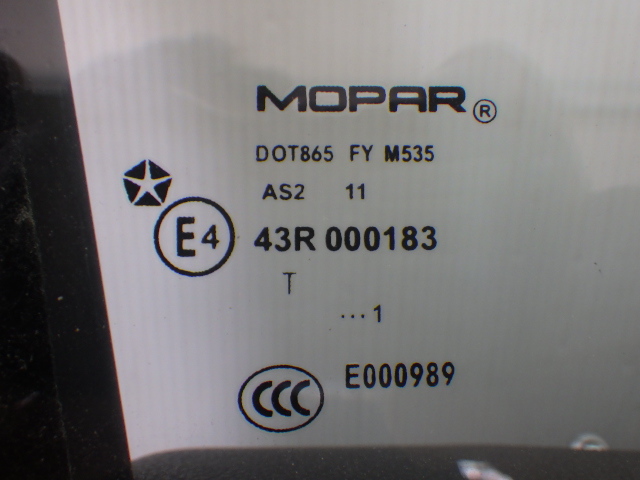 MOPAR®
DOT865 FY M535
AS2 11
E4 43R 000183
T
...1
CCC E000989